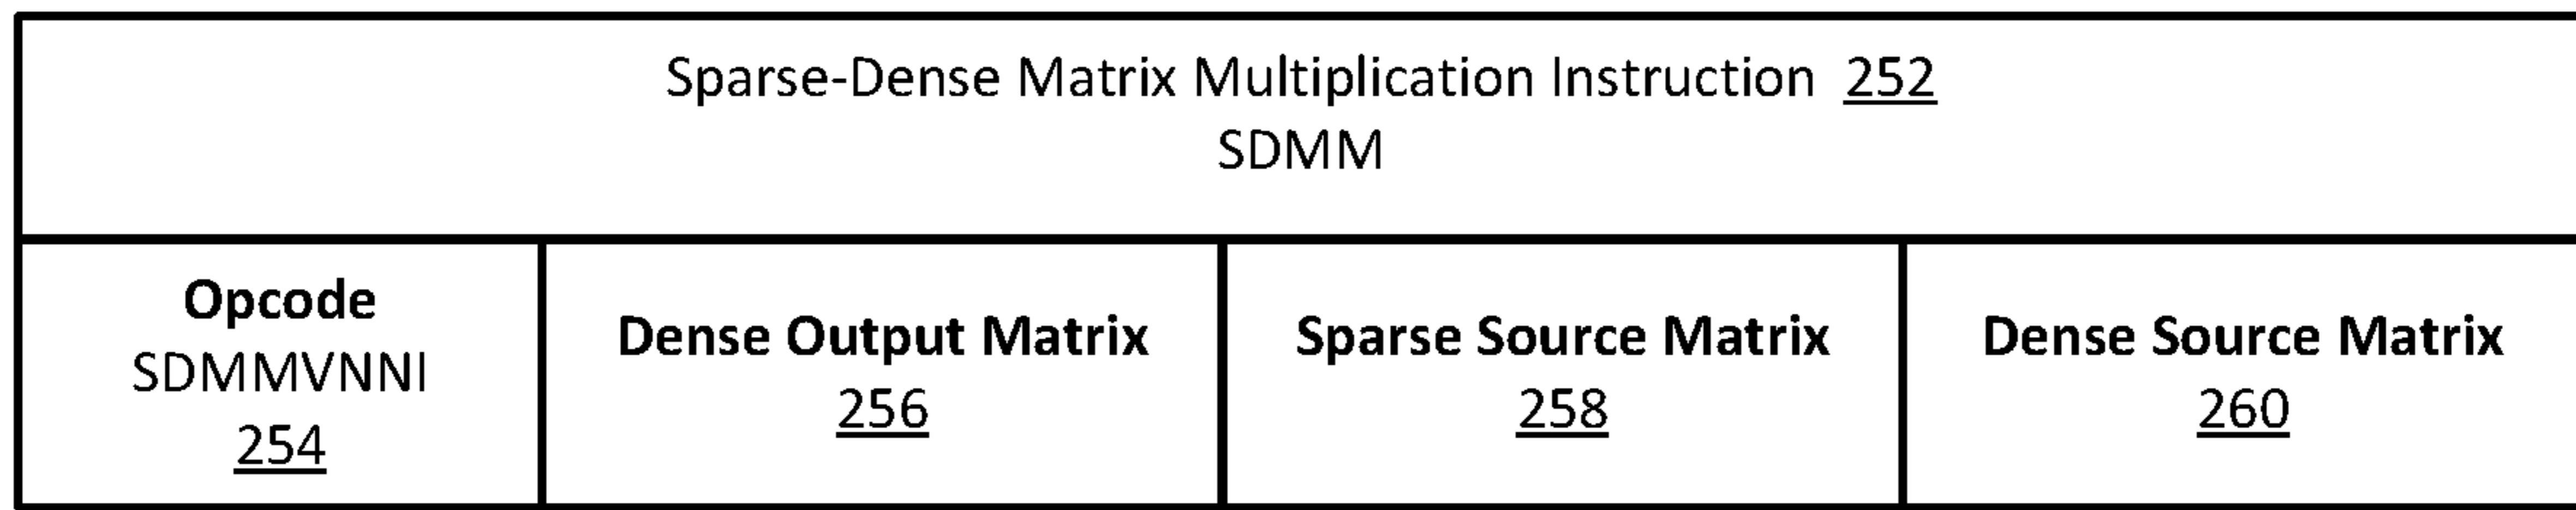 Sparse-Dense Matrix Multiplication Instruction 252
SDMM
Opcode
SDMMVNNI
254
Dense Output Matrix
256
Sparse Source Matrix
258
Dense Source Matrix
260